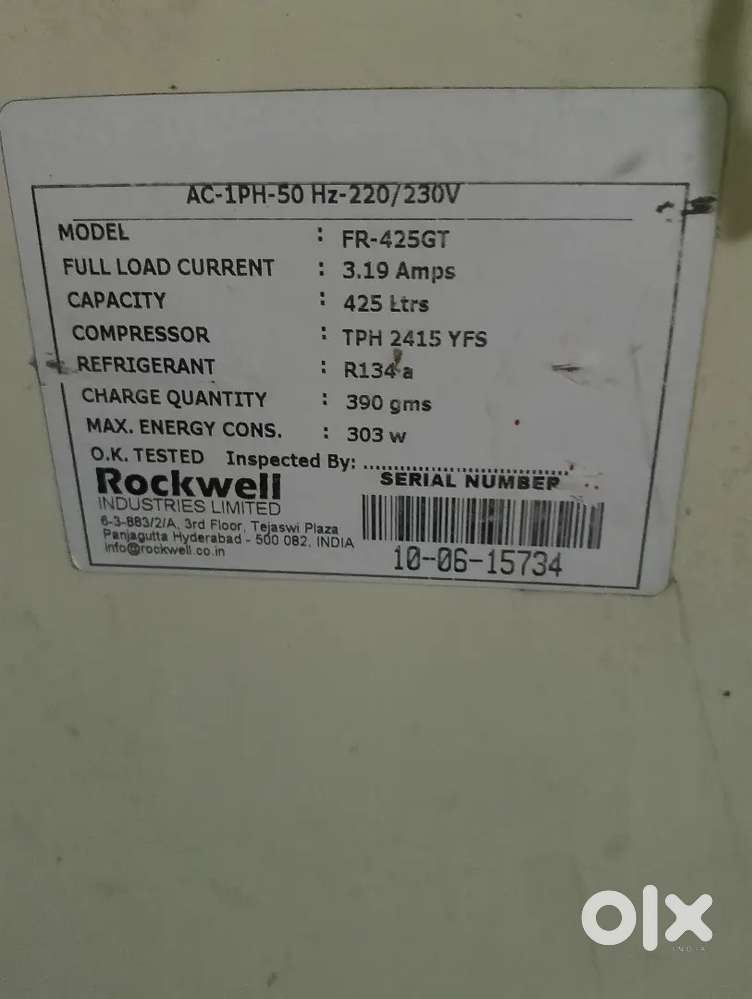 AC-1PH-50 Hz-220/230V
MODEL : FR-425GT
FULL LOAD CURRENT : 3.19 Amps
CAPACITY : 425 Ltrs
COMPRESSOR : TPH 2415 YFS
REFRIGERANT : R134 a
CHARGE QUANTITY : 390 gms
MAX. ENERGY CONS. : 303 w
O.K. TESTED Inspected By: ..............................
Rockwell
INDUSTRIES LIMITED
6-3-883/2/A, 3rd Floor, Tejaswi Plaza
Panjagutta Hyderabad - 500 082, INDIA
info@rockwell.co.in
SERIAL NUMBER
10-06-15734
olx
INDIA